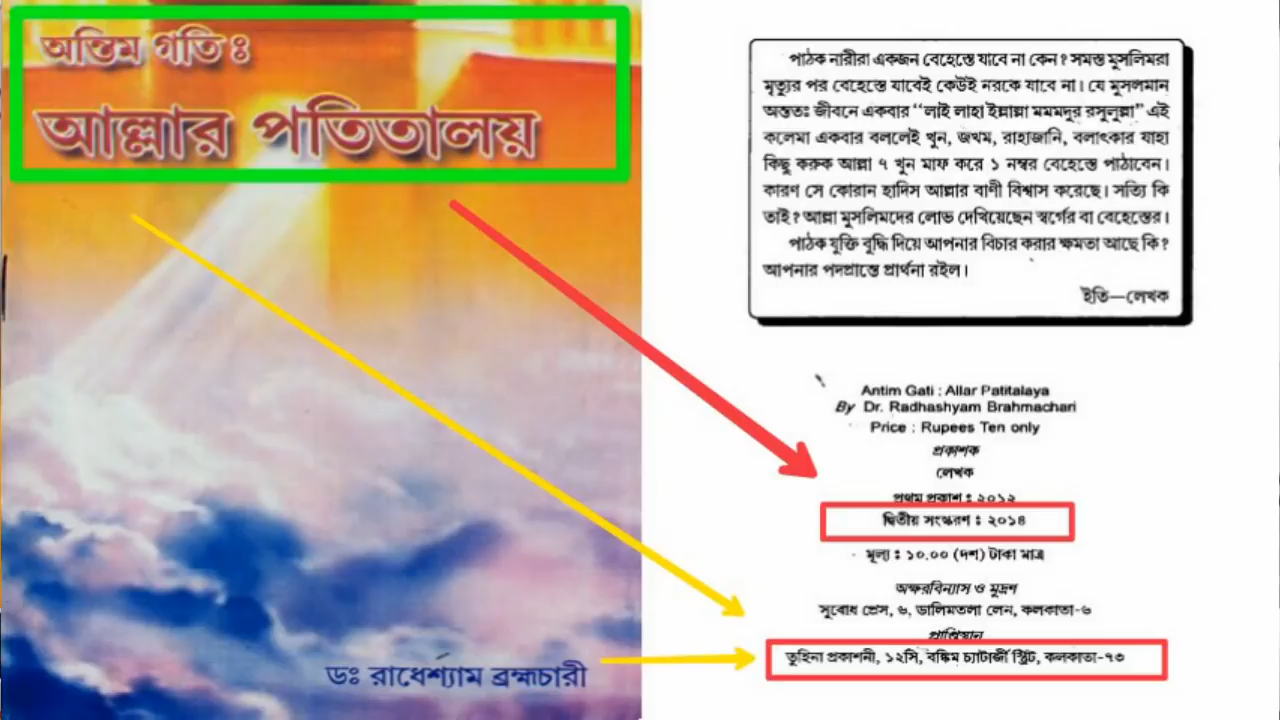 অন্তিম গতি ঃ
আল্লার পতিতালয়
ডঃ রাধেশ্যাম ব্রহ্মচারী
পাঠক নারীরা একজন বেহেস্তে যাবে না কেন? সমস্ত মুসলিমরা
মৃত্যুর পর বেহেস্তে যাবেই কেউই নরকে যাবে না। যে মুসলমান
অন্ততঃ জীবনে একবার “লাই লাহা ইল্লাল্লা মমমদুর রসুলুল্লা” এই
কলেমা একবার বললেই খুন, জখম, রাহাজানি, বলাৎকার যাহা
কিছু করুক আল্লা ৭ খুন মাফ করে ১ নম্বর বেহেস্তে পাঠাবেন।
কারণ সে কোরান হাদিস আল্লার বাণী বিশ্বাস করেছে। সত্যি কি
তাই? আল্লা মুসলিমদের লোভ দেখিয়েছেন স্বর্গের বা বেহেস্তের।
পাঠক যুক্তি বুদ্ধি দিয়ে আপনার বিচার করার ক্ষমতা আছে কি?
আপনার পদপ্রান্তে প্রার্থনা রইল।
ইতি—লেখক
Antim Gati : Allar Patitalaya
By Dr. Radhashyam Brahmachari
Price : Rupees Ten only
প্রকাশক
লেখক
প্রথম প্রকাশ ঃ ২০১২
দ্বিতীয় সংস্করণ ঃ ২০১৪
মূল্য ঃ ১০.০০ (দশ) টাকা মাত্র
অক্ষরবিন্যাস ও মুদ্রণ
সুবোধ প্রেস, ৬, ডালিমতলা লেন, কলকাতা-৬
প্রাপ্তিস্থান
তুহিনা প্রকাশনী, ১২সি, বঙ্কিম চ্যাটার্জী স্ট্রিট, কলকাতা-৭৩